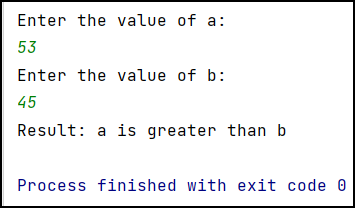 Enter the value of a:
53
Enter the value of b:
45
Result: a is greater than b
Process finished with exit code 0